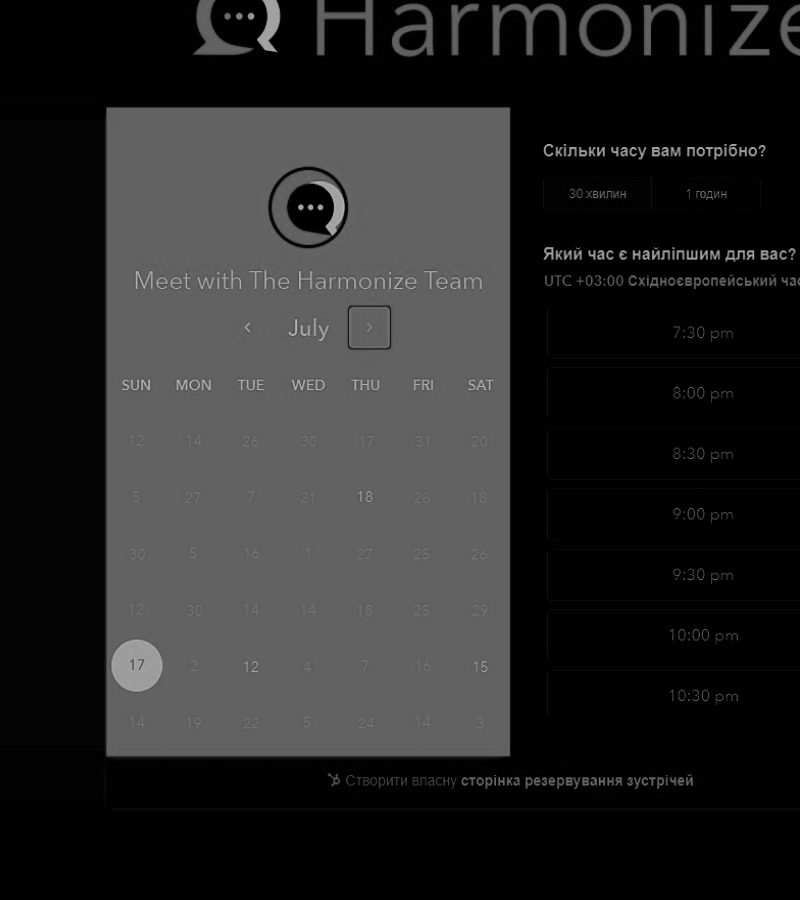 Harmonize
Meet with The Harmonize Team
July
SUN MON TUE WED THU FRI SAT
12 14 26 30 17 31 20
5 27 7 21 18 28 18
30 5 16 1 27 25 26
12 30 14 14 18 25 29
17 2 12 4 7 16 15
14 19 22 5 24 14 3
Скільки часу вам потрібно?
30 хвилин 1 годин
Який час є найліпшим для вас?
UTC +03:00 Східноєвропейський час
7:30 pm
8:00 pm
8:30 pm
9:00 pm
9:30 pm
10:00 pm
10:30 pm
Створити власну сторінка резервування зустрічей